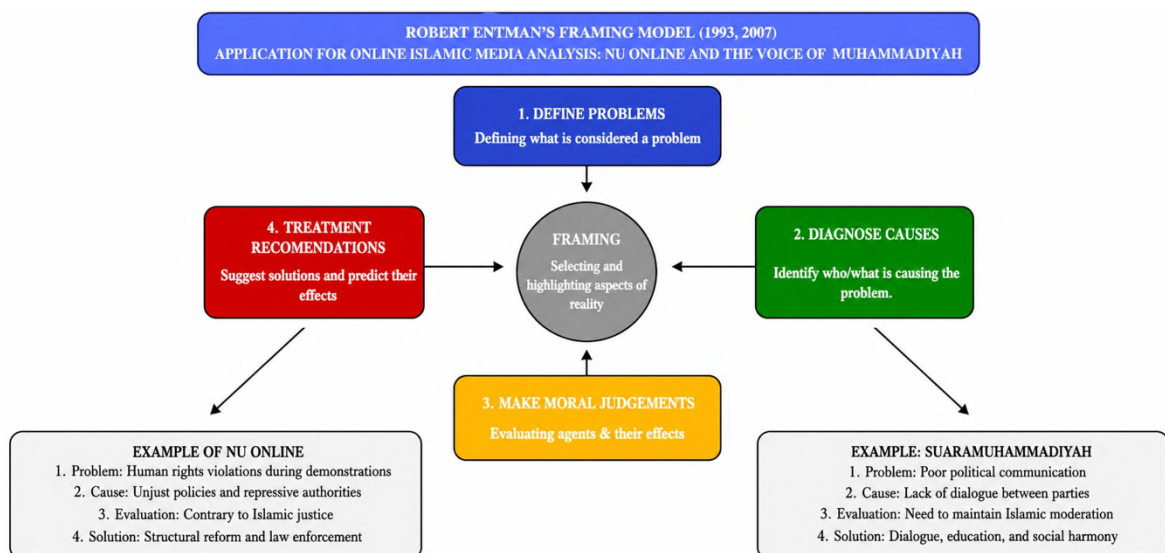 ROBERT ENTMAN'S FRAMING MODEL (1993, 2007)
APPLICATION FOR ONLINE ISLAMIC MEDIA ANALYSIS: NU ONLINE AND THE VOICE OF MUHAMMADIYAH
1. DEFINE PROBLEMS
Defining what is considered a problem
4. TREATMENT
RECOMENDATIONS
Suggest solutions and predict their
effects
FRAMING
Selecting and
highlighting aspects of
reality
2. DIAGNOSE CAUSES
Identify who/what is causing the
problem.
3. MAKE MORAL JUDGEMENTS
Evaluating agents & their effects
EXAMPLE OF NU ONLINE
1. Problem: Human rights violations during demonstrations
2. Cause: Unjust policies and repressive authorities
3. Evaluation: Contrary to Islamic justice
4. Solution: Structural reform and law enforcement
EXAMPLE: SUARAMUHAMMADIYAH
1. Problem: Poor political communication
2. Cause: Lack of dialogue between parties
3. Evaluation: Need to maintain Islamic moderation
4. Solution: Dialogue, education, and social harmony